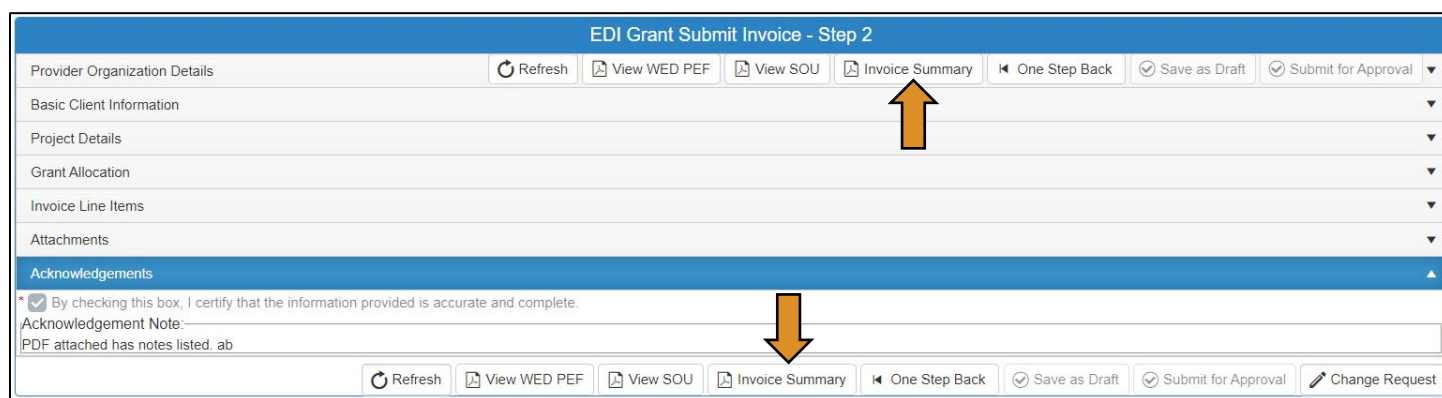 EDI Grant Submit Invoice - Step 2
Provider Organization Details Refresh View WED PEF View SOU Invoice Summary One Step Back Save as Draft Submit for Approval
Basic Client Information
Project Details
Grant Allocation
Invoice Line Items
Attachments
Acknowledgements
* By checking this box, I certify that the information provided is accurate and complete.
Acknowledgement Note:
PDF attached has notes listed. ab
Refresh View WED PEF View SOU Invoice Summary One Step Back Save as Draft Submit for Approval Change Request